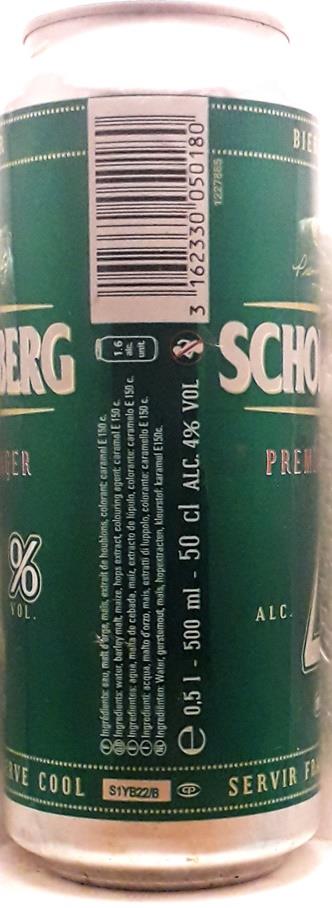 BIE
BERG
SCHO
GER
PREM
%
VOL.
ALC. 4
RVE COOL
SERVIR FRA
3 162330 050180
1227865
1.6
alc.
unit
Ingrédients: eau, malt d'orge, maïs, extrait de houblons, colorant: caramel E 150 c.
Ingredients: water, barley malt, maize, hops extract, colouring agent: caramel E 150 c.
Ingredientes: agua, malta de cebada, maíz, extracto de lúpulo, colorante: caramelo E 150 c.
Ingredienti: acqua, malto d'orzo, mais, estratti di luppolo, colorante: caramello E 150 c.
Ingrediënten: Water, gerstemout, maïs, hopextracten, kleurstof: karamel E150c.
e 0,5 l - 500 ml - 50 cl ALC. 4% VOL
S1YB22/B
CP